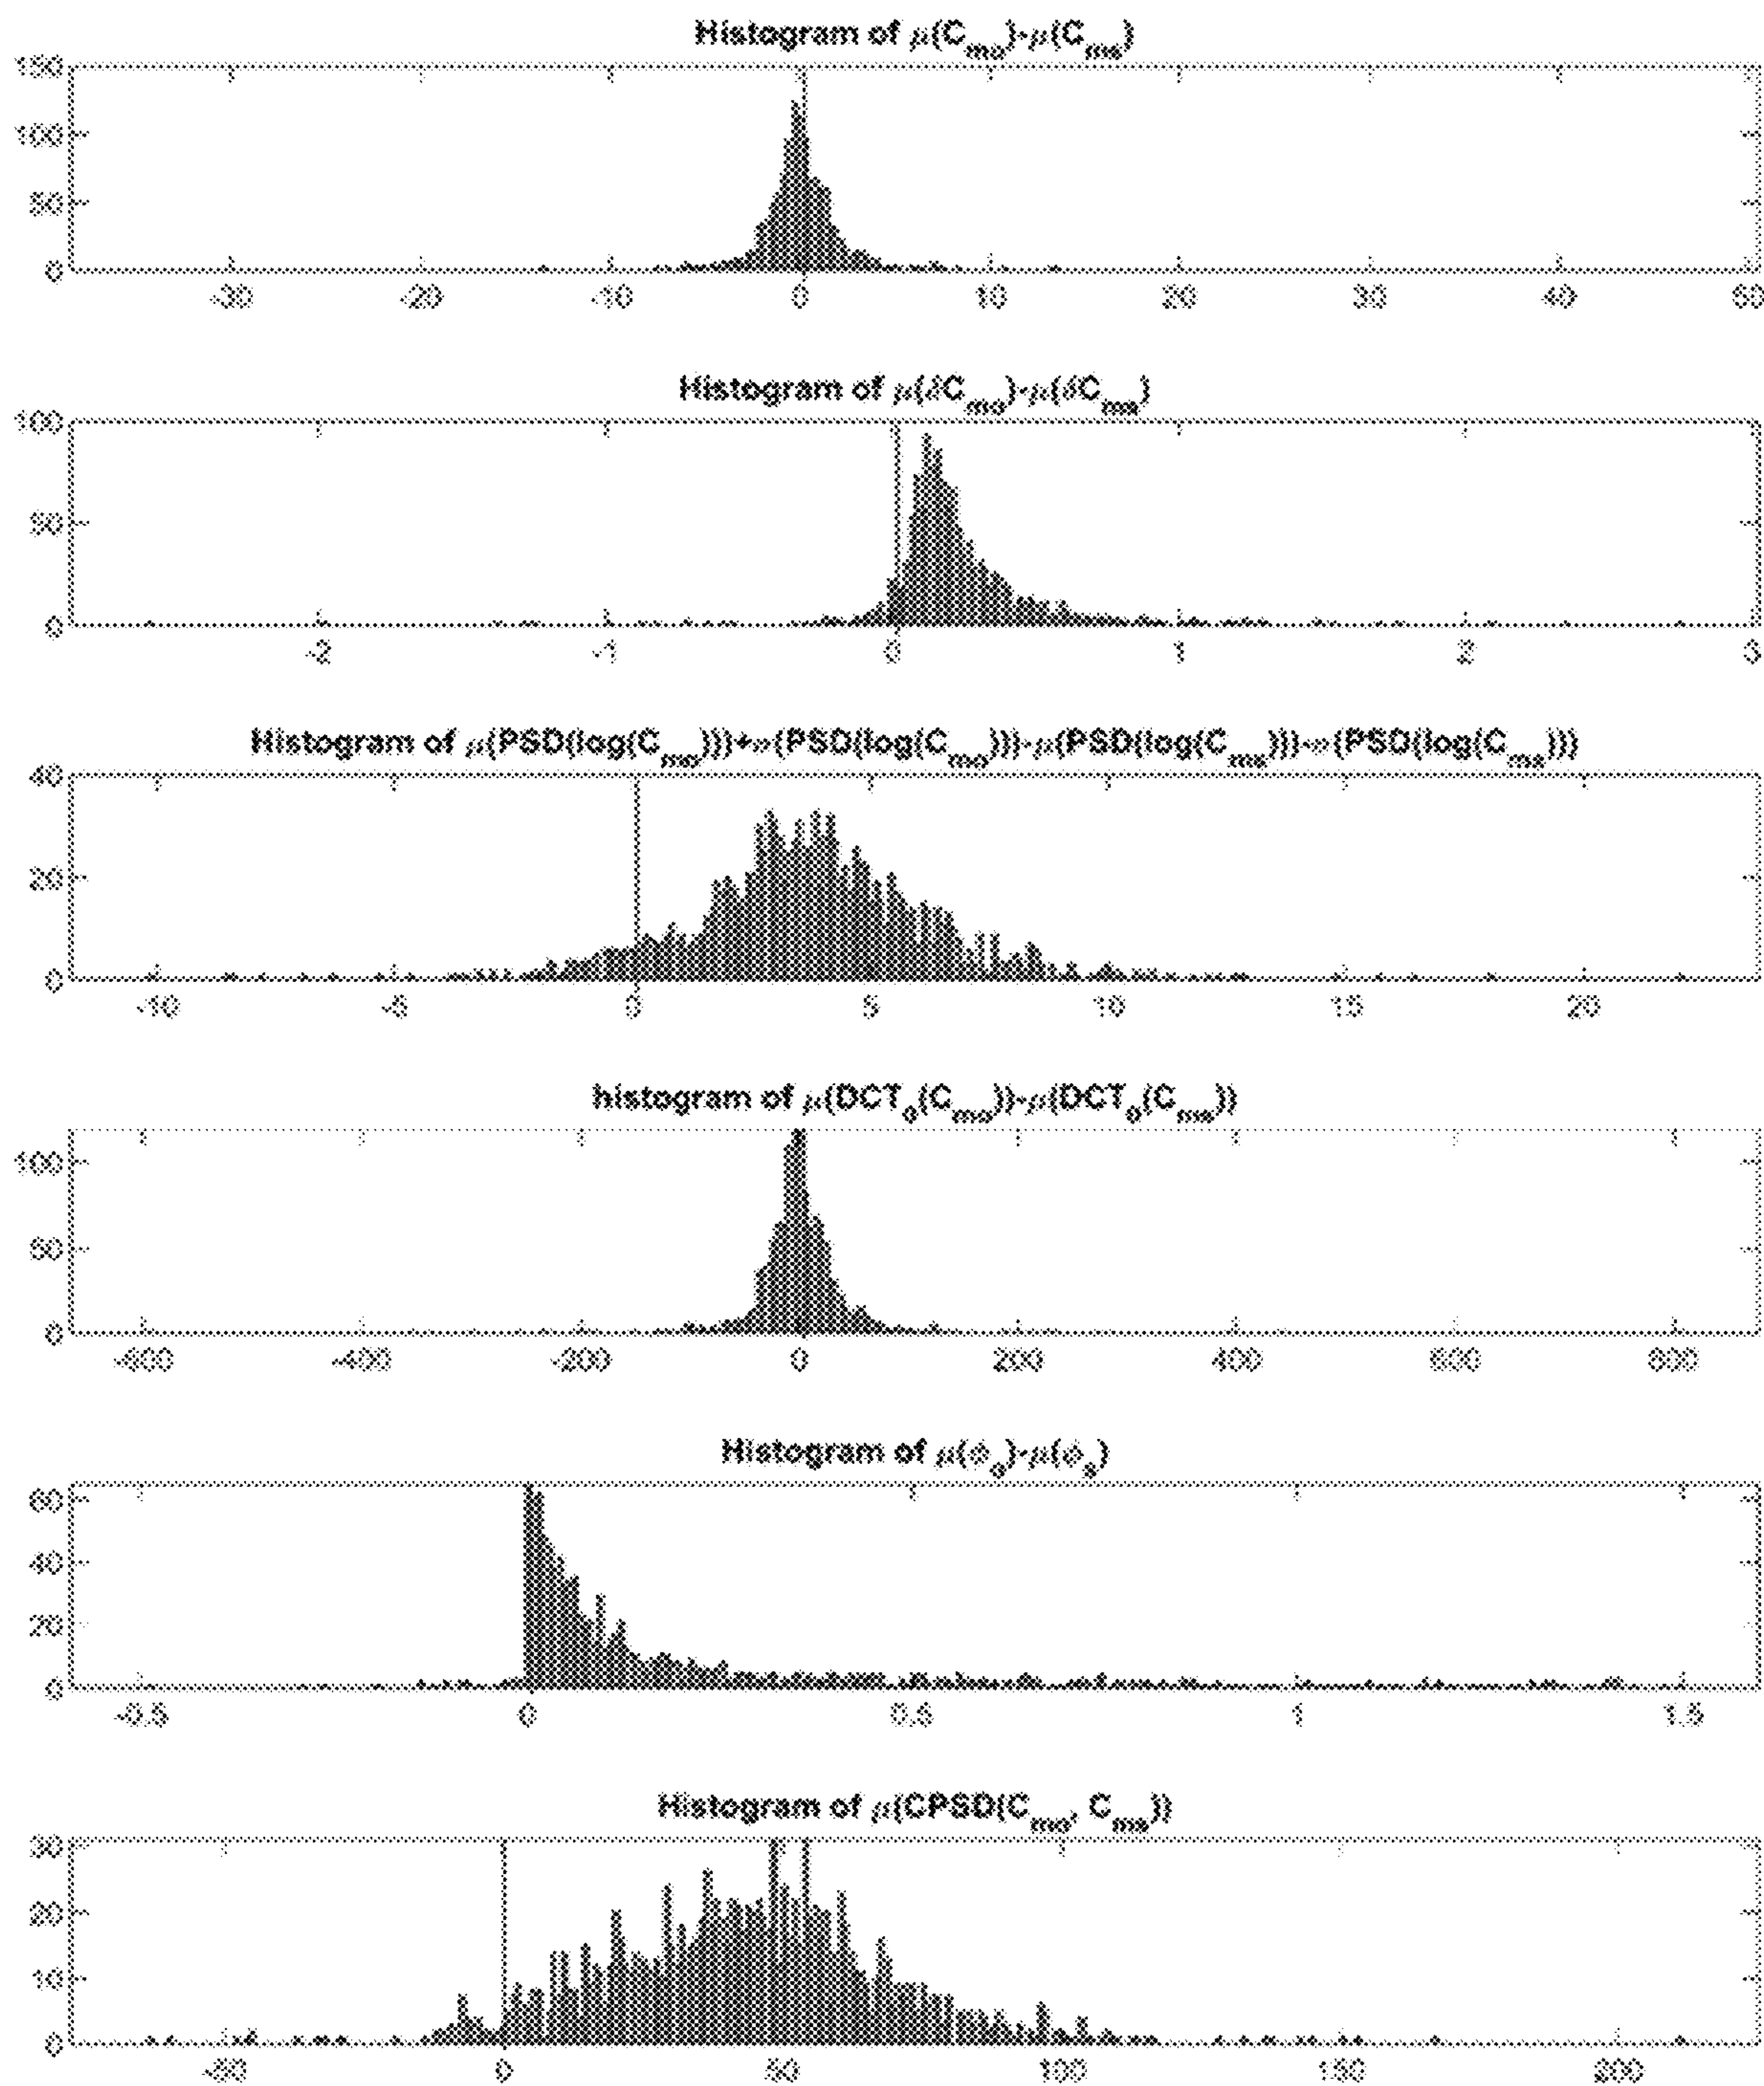 Histogram of μ(C_mo)-μ(C_ms)
150
100
50
0
-30 -20 -10 0 10 20 30 40 50
Histogram of μ(δC_mo)-μ(δC_ms)
100
50
0
-2 -1 0 1 2 3
Histogram of μ(PSD(log(C_mo)))+σ(PSD(log(C_mo)))-μ(PSD(log(C_ms)))-σ(PSD(log(C_ms)))
40
20
0
-10 -5 0 5 10 15 20
histogram of μ(DCT_0(C_mo))-μ(DCT_0(C_ms))
100
50
0
-600 -400 -200 0 200 400 600 800
Histogram of μ(ϕ_o)-μ(ϕ_s)
60
40
20
0
-0.5 0 0.5 1 1.5
Histogram of μ(CPSD(C_mo, C_ms))
30
20
10
0
-50 0 50 100 150 200